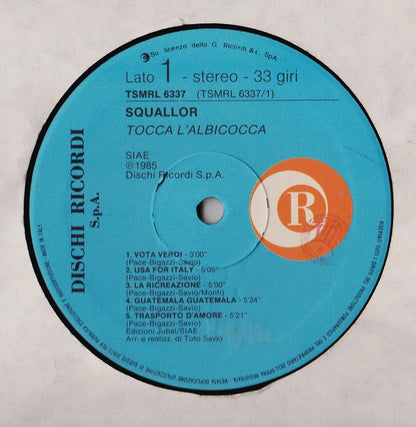 Su licenza della G. Ricordi & C. SpA
Lato 1 - stereo - 33 giri
TSMRL 6337 (TSMRL 6337/1)
SQUALLOR
TOCCA L'ALBICOCCA
SIAE
℗ 1985
Dischi Ricordi S.p.A.
DISCHI RICORDI
S.p.A.
R
1. VOTA VERDI - 3'00"
(Pace-Bigazzi-Savio)
2. USA FOR ITALY - 5'05"
(Pace-Bigazzi-Savio)
3. LA RICREAZIONE - 
(Pace-Bigazzi-Savio/Monti)
4. GUATEMALA GUATEMALA - 5'34"
(Pace-Bigazzi-Savio)
5. TRASPORTO D'AMORE - 5'21"
(Pace-Bigazzi-Savio)
Edizioni Jubal/SIAE
Arr. e realizz. di Toto Savio